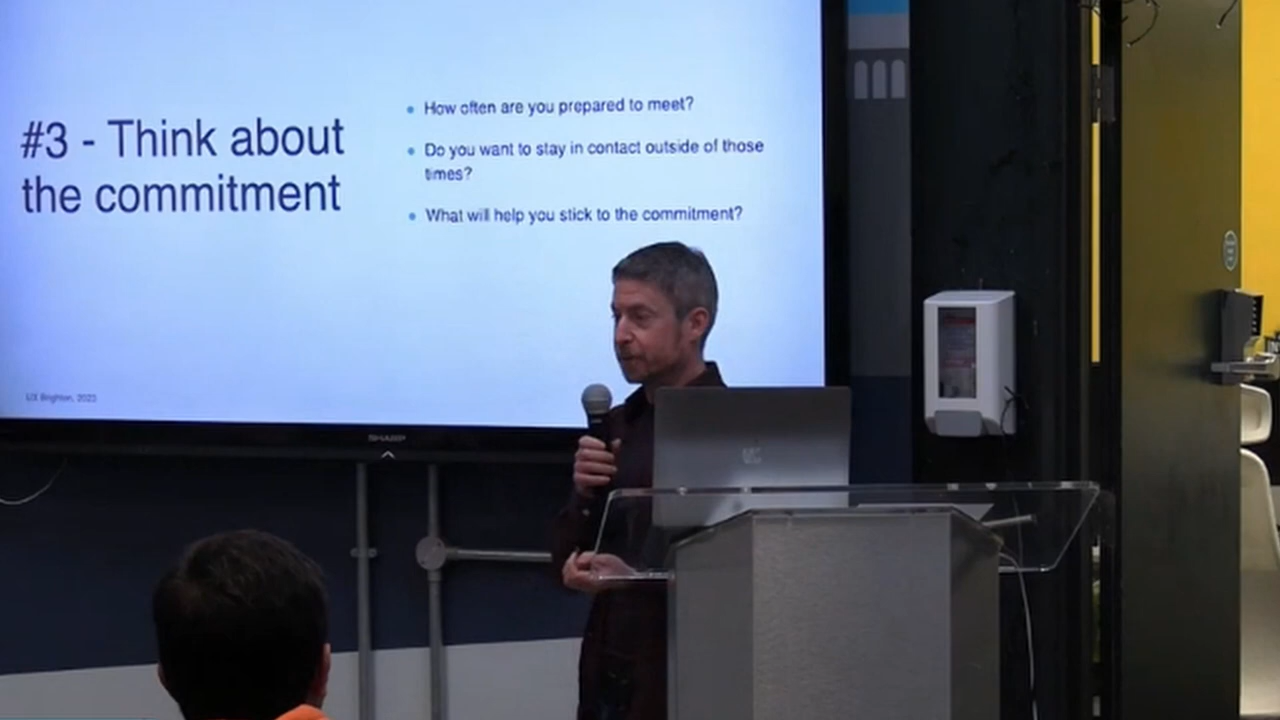 #3 - Think about
the commitment
How often are you prepared to meet?
Do you want to stay in contact outside of those
times?
What will help you stick to the commitment?
UX Brighton, 2023
SHARP